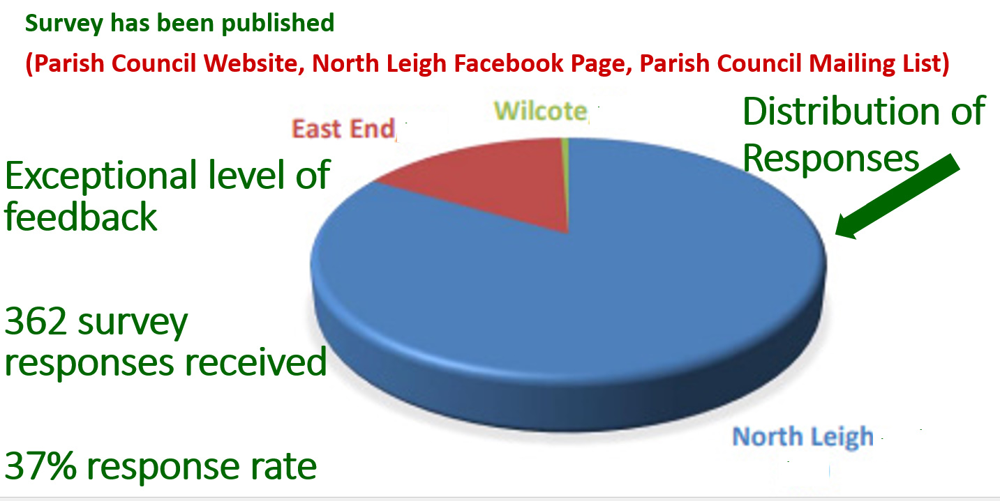 Survey has been published
(Parish Council Website, North Leigh Facebook Page, Parish Council Mailing List)
Distribution of
Responses
Wilcote
East End
Exceptional level of
feedback
362 survey
responses received
North Leigh
37% response rate